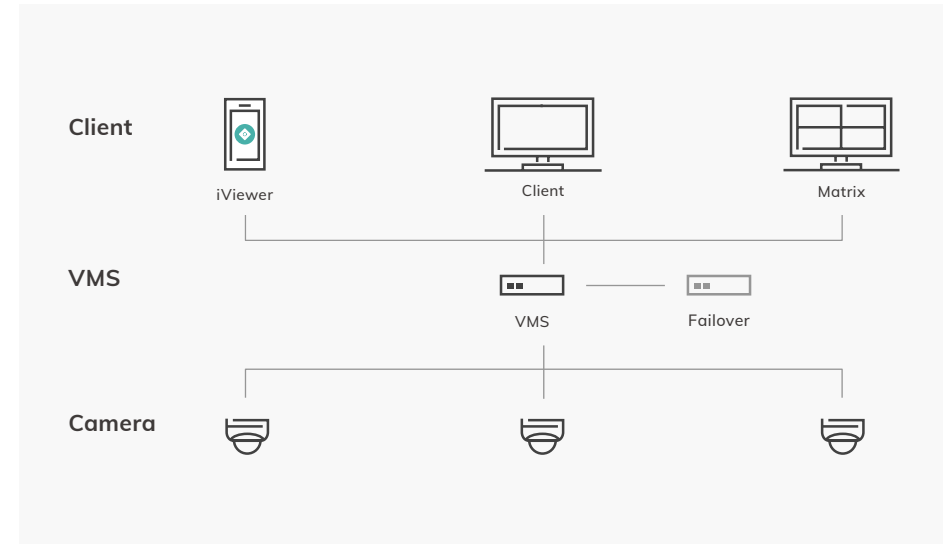 Client
iViewer
Client
Matrix
VMS
VMS
Failover
Camera